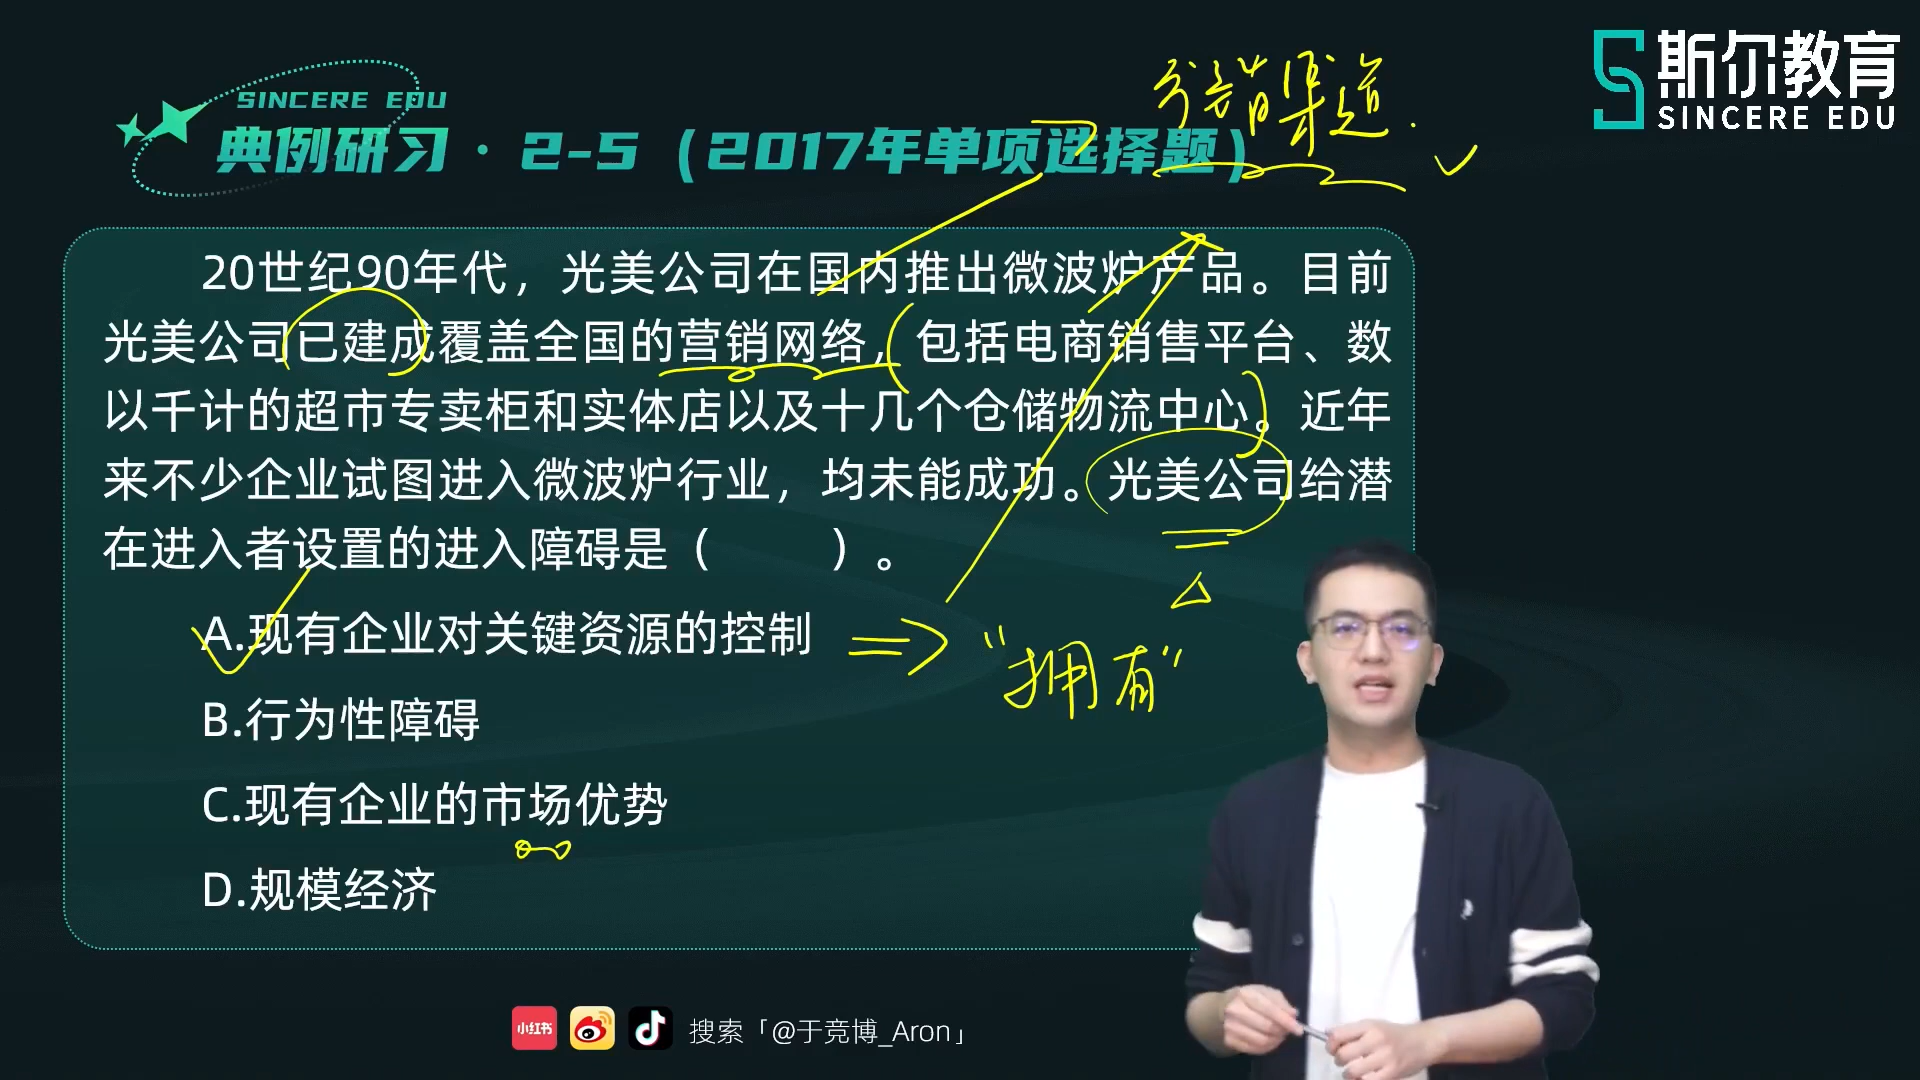 SINCERE EDU
典例研习·2-5（2017年单项选择题）
分销渠道.
斯尔教育
SINCERE EDU
20世纪90年代，光美公司在国内推出微波炉产品。目前
光美公司已建成覆盖全国的营销网络，包括电商销售平台、数
以千计的超市专卖柜和实体店以及十几个仓储物流中心。近年
来不少企业试图进入微波炉行业，均未能成功。光美公司给潜
在进入者设置的进入障碍是（ ）。
A.现有企业对关键资源的控制
"拥有"
B.行为性障碍
C.现有企业的市场优势
D.规模经济
小红书
搜索「@于竞博_Aron」